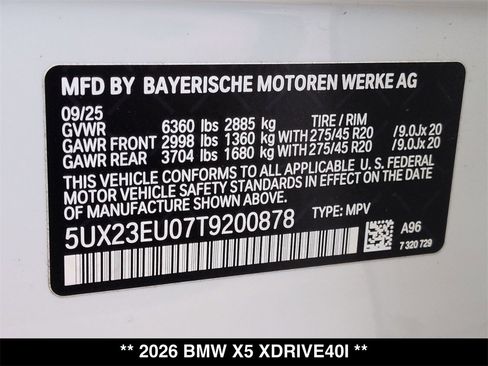 MFD BY BAYERISCHE MOTOREN WERKE AG
09/25 TIRE / RIM
GVWR 6360 lbs 2885 kg
GAWR FRONT 2998 lbs 1360 kg WITH 275/45 R20 / 9.0Jx 20
GAWR REAR 3704 lbs 1680 kg WITH 275/45 R20 / 9.0Jx 20
THIS VEHICLE CONFORMS TO ALL APPLICABLE U. S. FEDERAL
MOTOR VEHICLE SAFETY STANDARDS IN EFFECT ON THE DATE OF
MANUFACTURE SHOWN ABOVE.
5UX23EU07T9200878 TYPE: MPV
A96
7 320 729
** 2026 BMW X5 XDRIVE40I **